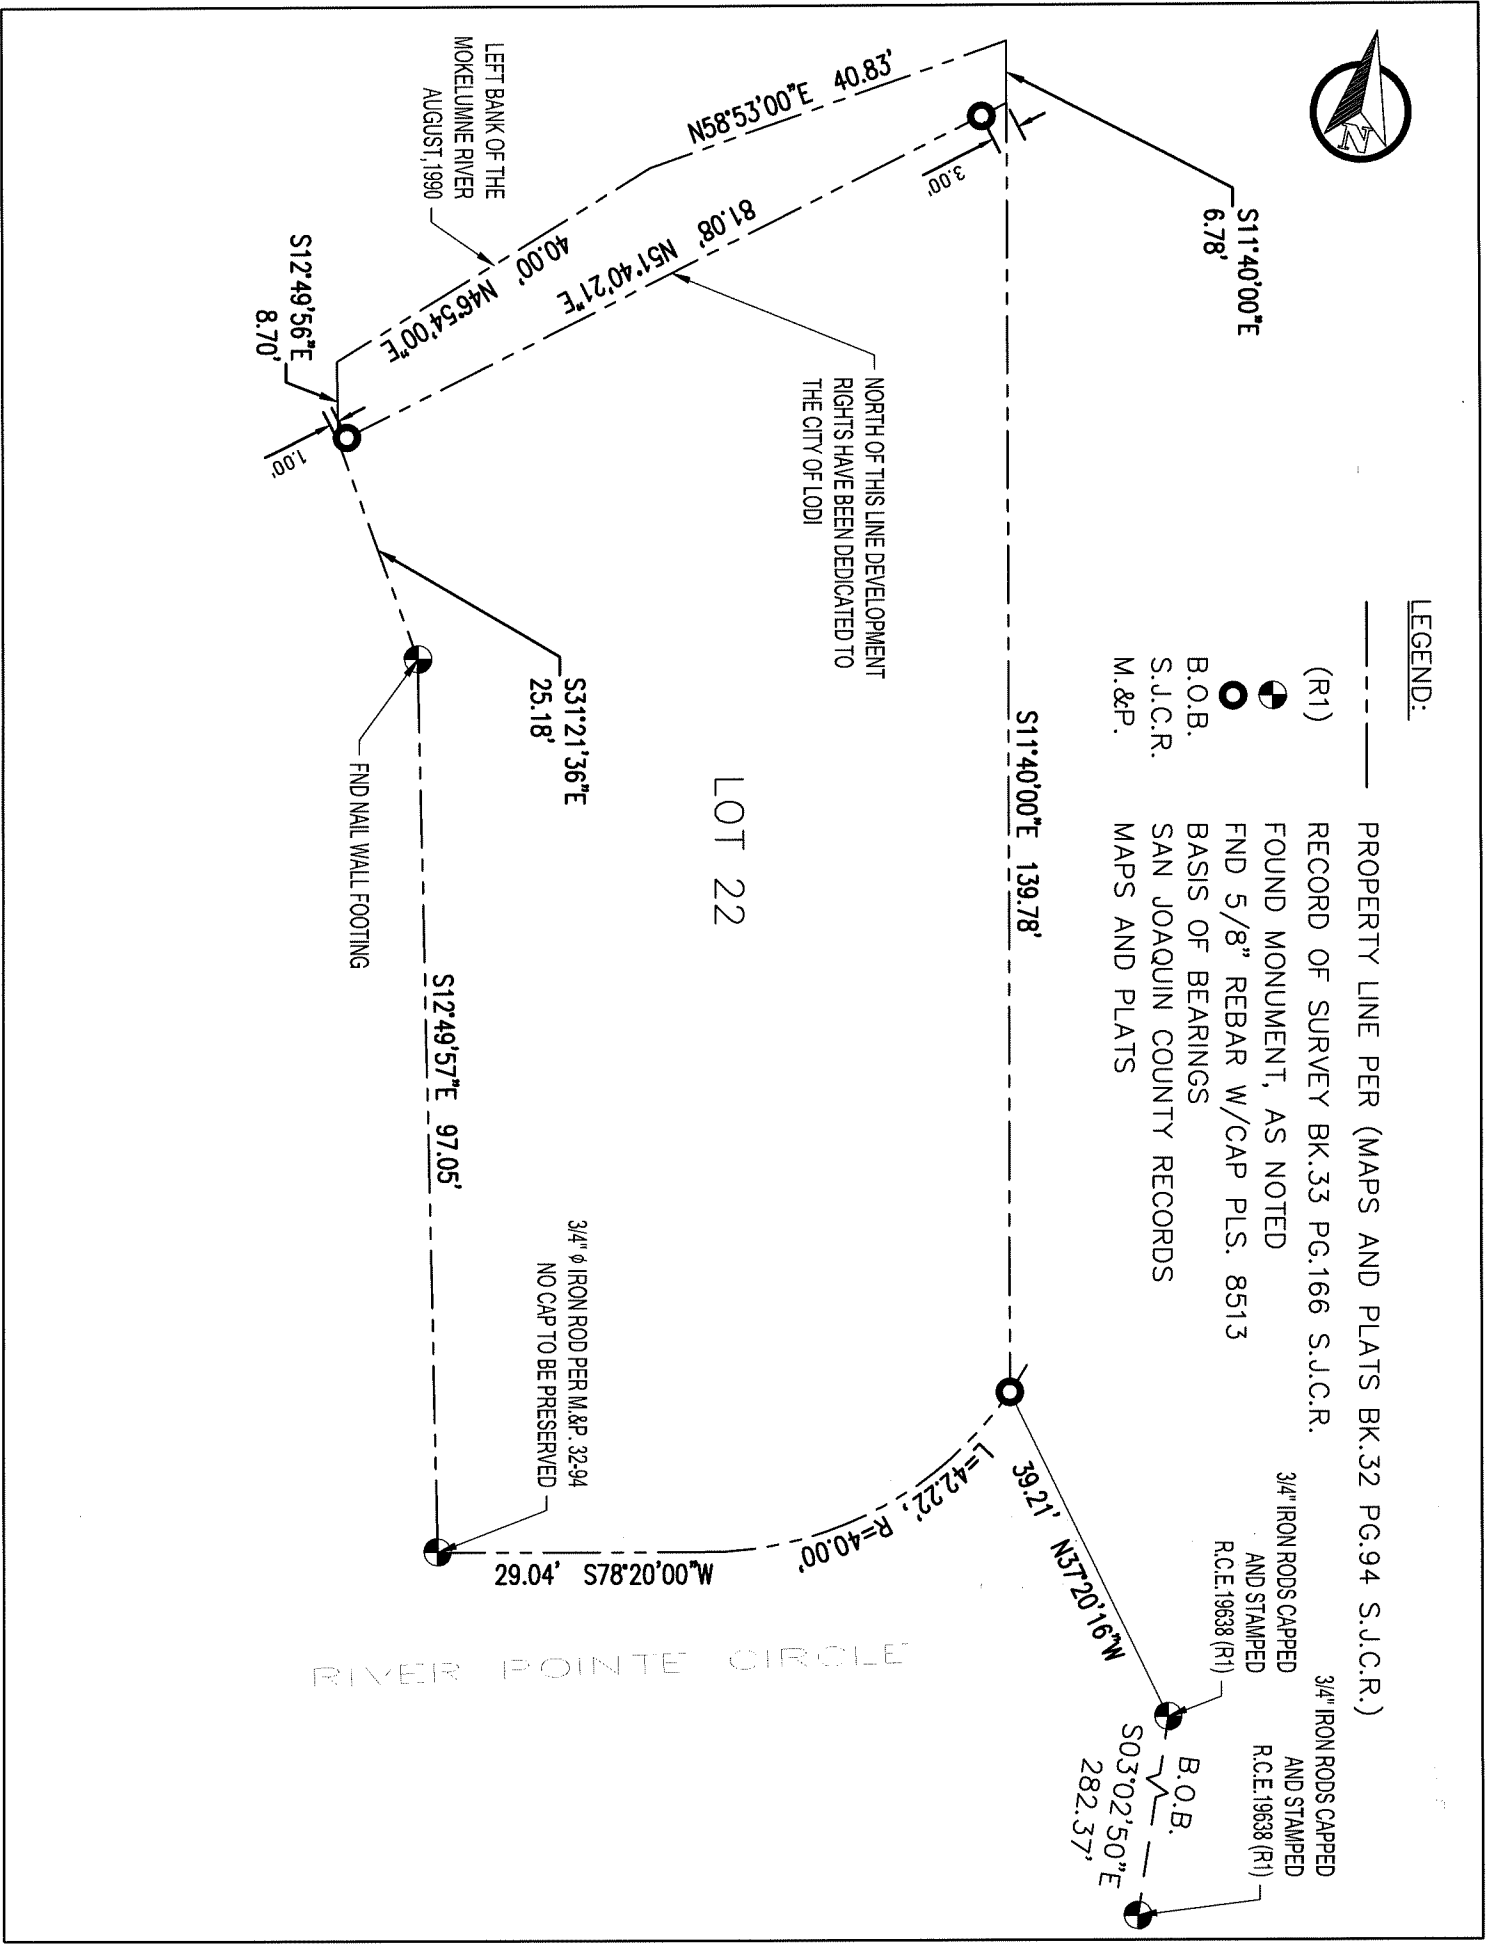 N
LEGEND:
PROPERTY LINE PER (MAPS AND PLATS BK.32 PG.94 S.J.C.R.)
(R1) RECORD OF SURVEY BK.33 PG.166 S.J.C.R.
FOUND MONUMENT, AS NOTED
FND 5/8" REBAR W/CAP PLS. 8513
B.O.B. BASIS OF BEARINGS
S.J.C.R. SAN JOAQUIN COUNTY RECORDS
M.&P. MAPS AND PLATS
3/4" IRON RODS CAPPED
AND STAMPED
R.C.E.19638 (R1)
3/4" IRON RODS CAPPED
AND STAMPED
R.C.E.19638 (R1)
B.O.B.
S03°02'50"E
282.37'
39.21' N37°20'16"W
S11°40'00"E
6.78'
S11°40'00"E 139.78'
3.00'
N58°53'00"E 40.83'
81.08' N51°40'21"E
40.00' N46°54'00"E
NORTH OF THIS LINE DEVELOPMENT
RIGHTS HAVE BEEN DEDICATED TO
THE CITY OF LODI
LEFT BANK OF THE
MOKELUMNE RIVER
AUGUST,1990
S12°49'56"E
8.70'
1.00'
S31°21'36"E
25.18'
LOT 22
FND NAIL WALL FOOTING
S12°49'57"E 97.05'
3/4" ϕ IRON ROD PER M.&P. 32-94
NO CAP TO BE PRESERVED
L=42.22', R=40.00'
29.04' S78°20'00"W
RIVER POINTE CIRCLE